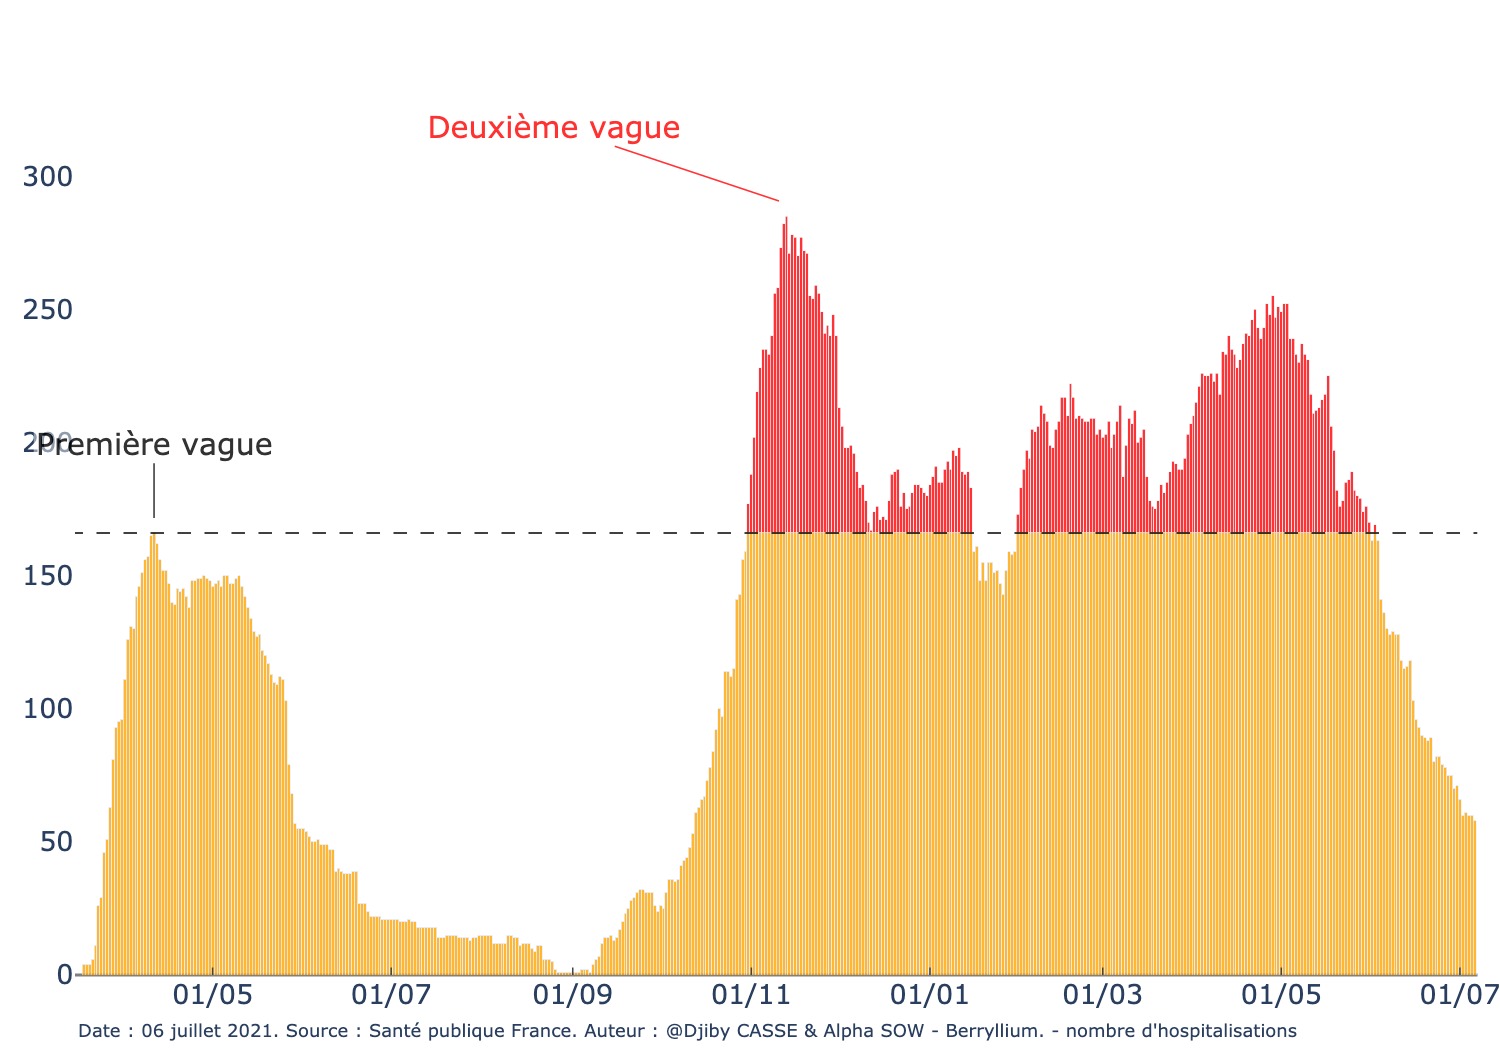 Deuxième vague
300
250
200
Première vague
150
100
50
0
01/05 01/07 01/09 01/11 01/01 01/03 01/05 01/07
Date : 06 juillet 2021. Source : Santé publique France. Auteur : @Djiby CASSE & Alpha SOW - Berryllium. - nombre d'hospitalisations